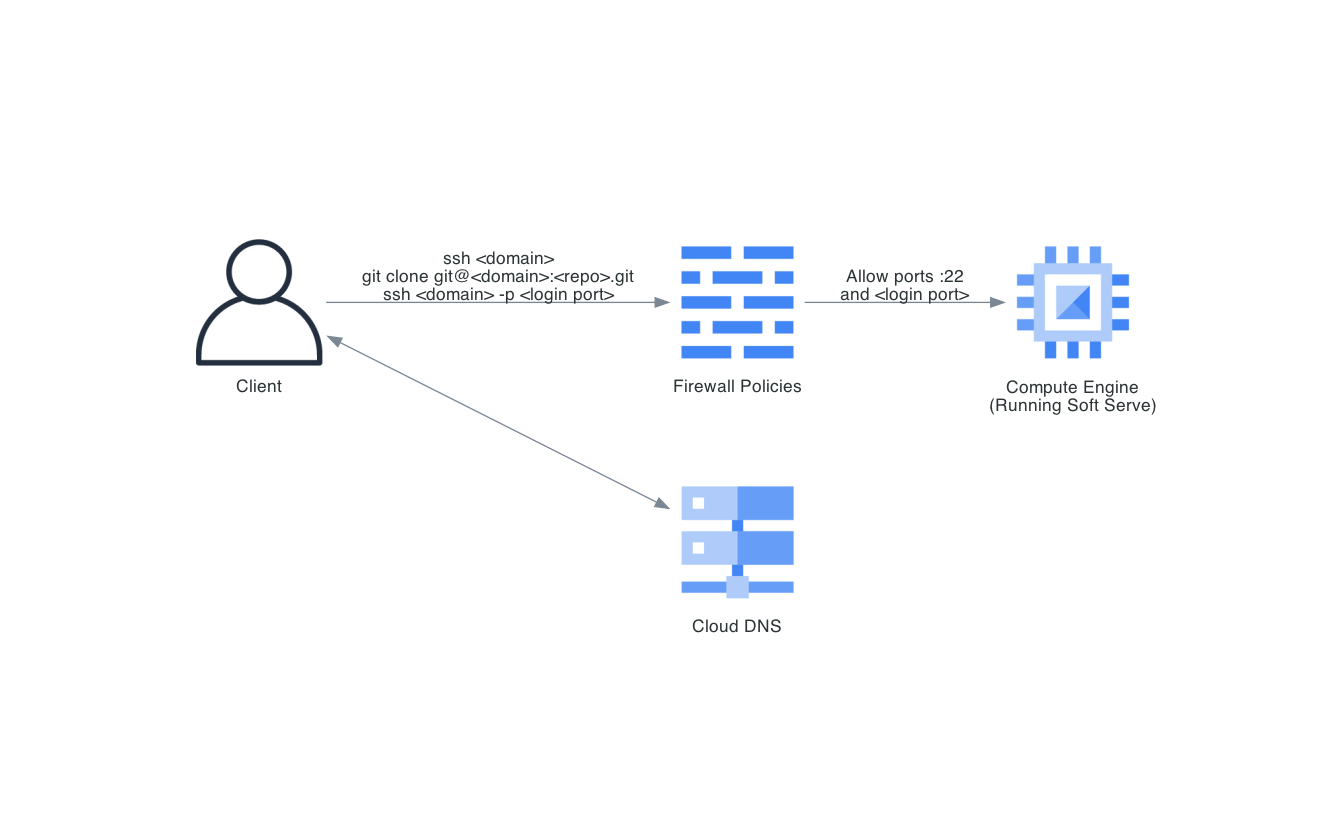 ssh <domain>
git clone git@<domain>:<repo>.git
ssh <domain> -p <login port>
Allow ports :22
and <login port>
Client
Firewall Policies
Compute Engine
(Running Soft Serve)
Cloud DNS